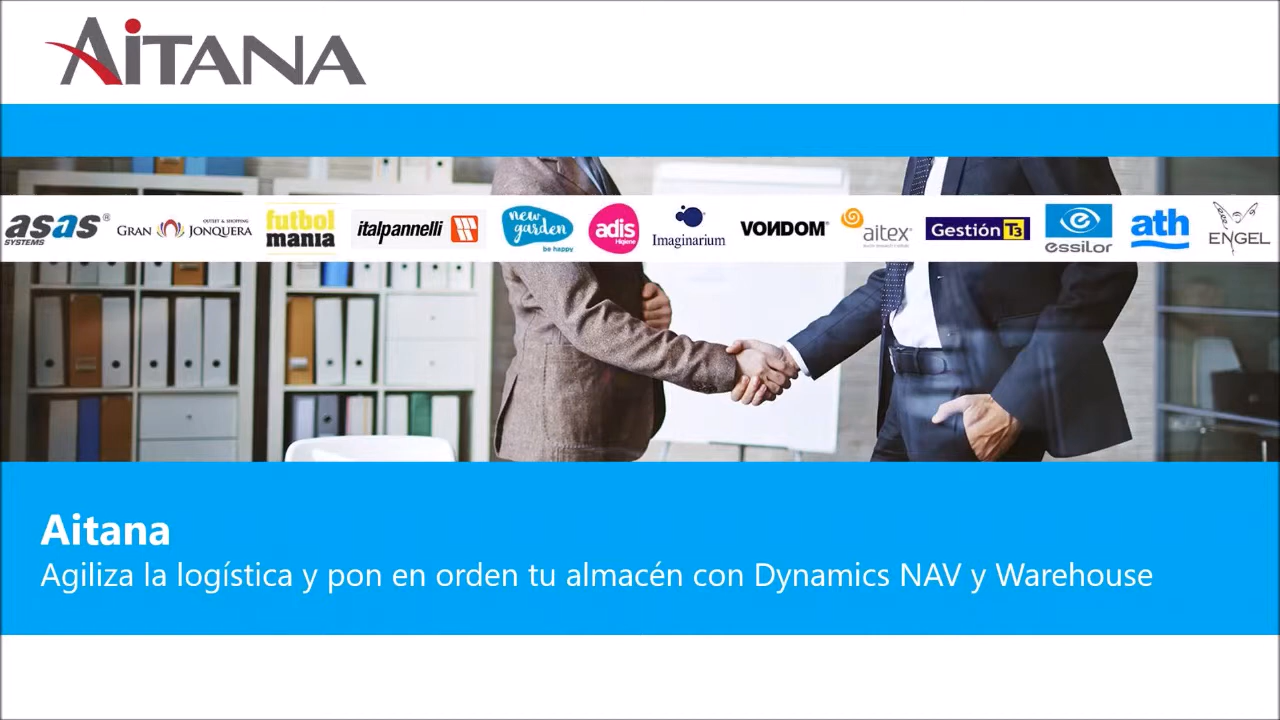 AiTANA
asas® SYSTEMS
GRAN JONQUERA OUTLET & SHOPPING
futbol mania
italpannelli
new garden be happy
adis Higiene
Imaginarium
VONDOM®
aitex®
Gestión T3
essilor
ath
ENGEL
Aitana
Agiliza la logística y pon en orden tu almacén con Dynamics NAV y Warehouse